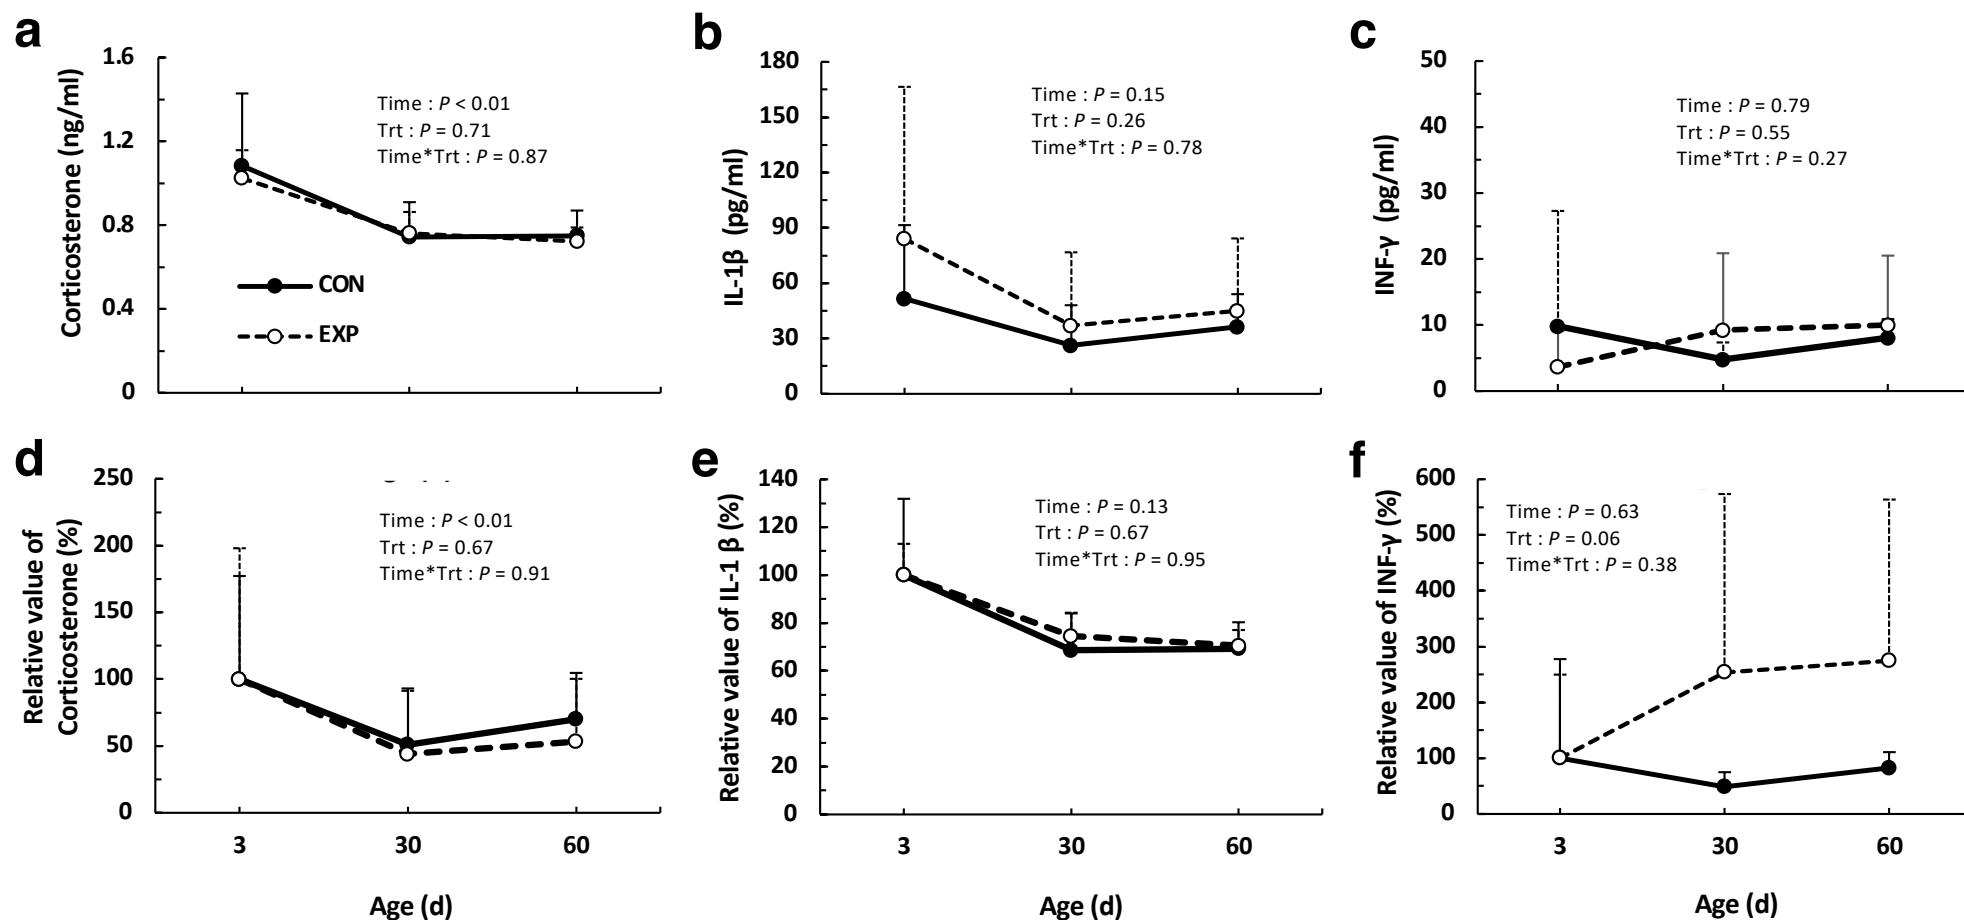 a
Corticosterone (ng/ml)
1.6
1.2
0.8
0.4
0
Time : P < 0.01
Trt : P = 0.71
Time*Trt : P = 0.87
CON
EXP
b
IL-1β (pg/ml)
180
150
120
90
60
30
0
Time : P = 0.15
Trt : P = 0.26
Time*Trt : P = 0.78
c
INF-γ (pg/ml)
50
40
30
20
10
0
Time : P = 0.79
Trt : P = 0.55
Time*Trt : P = 0.27
d
Relative value of
Corticosterone (%)
250
200
150
100
50
0
Time : P < 0.01
Trt : P = 0.67
Time*Trt : P = 0.91
3 30 60
Age (d)
e
Relative value of IL-1 β (%)
140
120
100
80
60
40
20
0
Time : P = 0.13
Trt : P = 0.67
Time*Trt : P = 0.95
3 30 60
Age (d)
f
Relative value of INF-γ (%)
600
500
400
300
200
100
0
Time : P = 0.63
Trt : P = 0.06
Time*Trt : P = 0.38
3 30 60
Age (d)